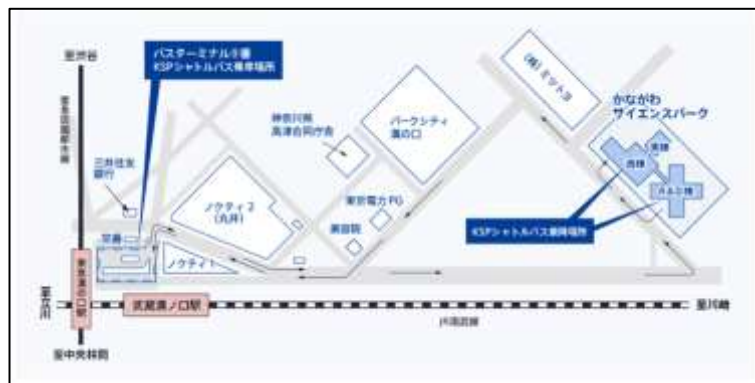 至渋谷
バスターミナル⑨番
KSPシャトルバス乗車場所
(株)ミツトヨ
かながわ
サイエンスパーク
東急田園都市線
三井住友
銀行
神奈川県
高津合同庁舎
パークシティ
溝の口
東棟
西棟
R&D棟
ノクティ2
(丸井)
東京電力PG
美容院
KSPシャトルバス乗降場所
交番
ノクティ1
溝の口駅
至立川
武蔵溝ノ口駅
JR南武線
至川崎
至中央林間